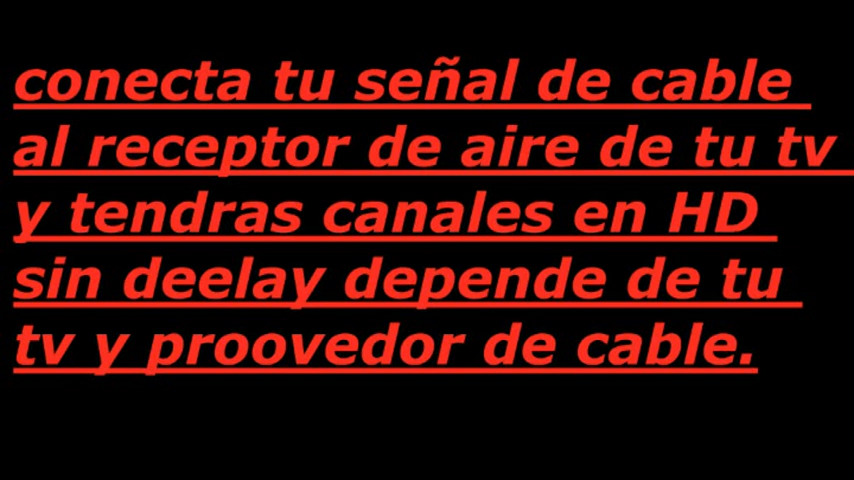 conecta tu señal de cable
al receptor de aire de tu tv
y tendras canales en HD
sin deelay depende de tu
tv y proovedor de cable.